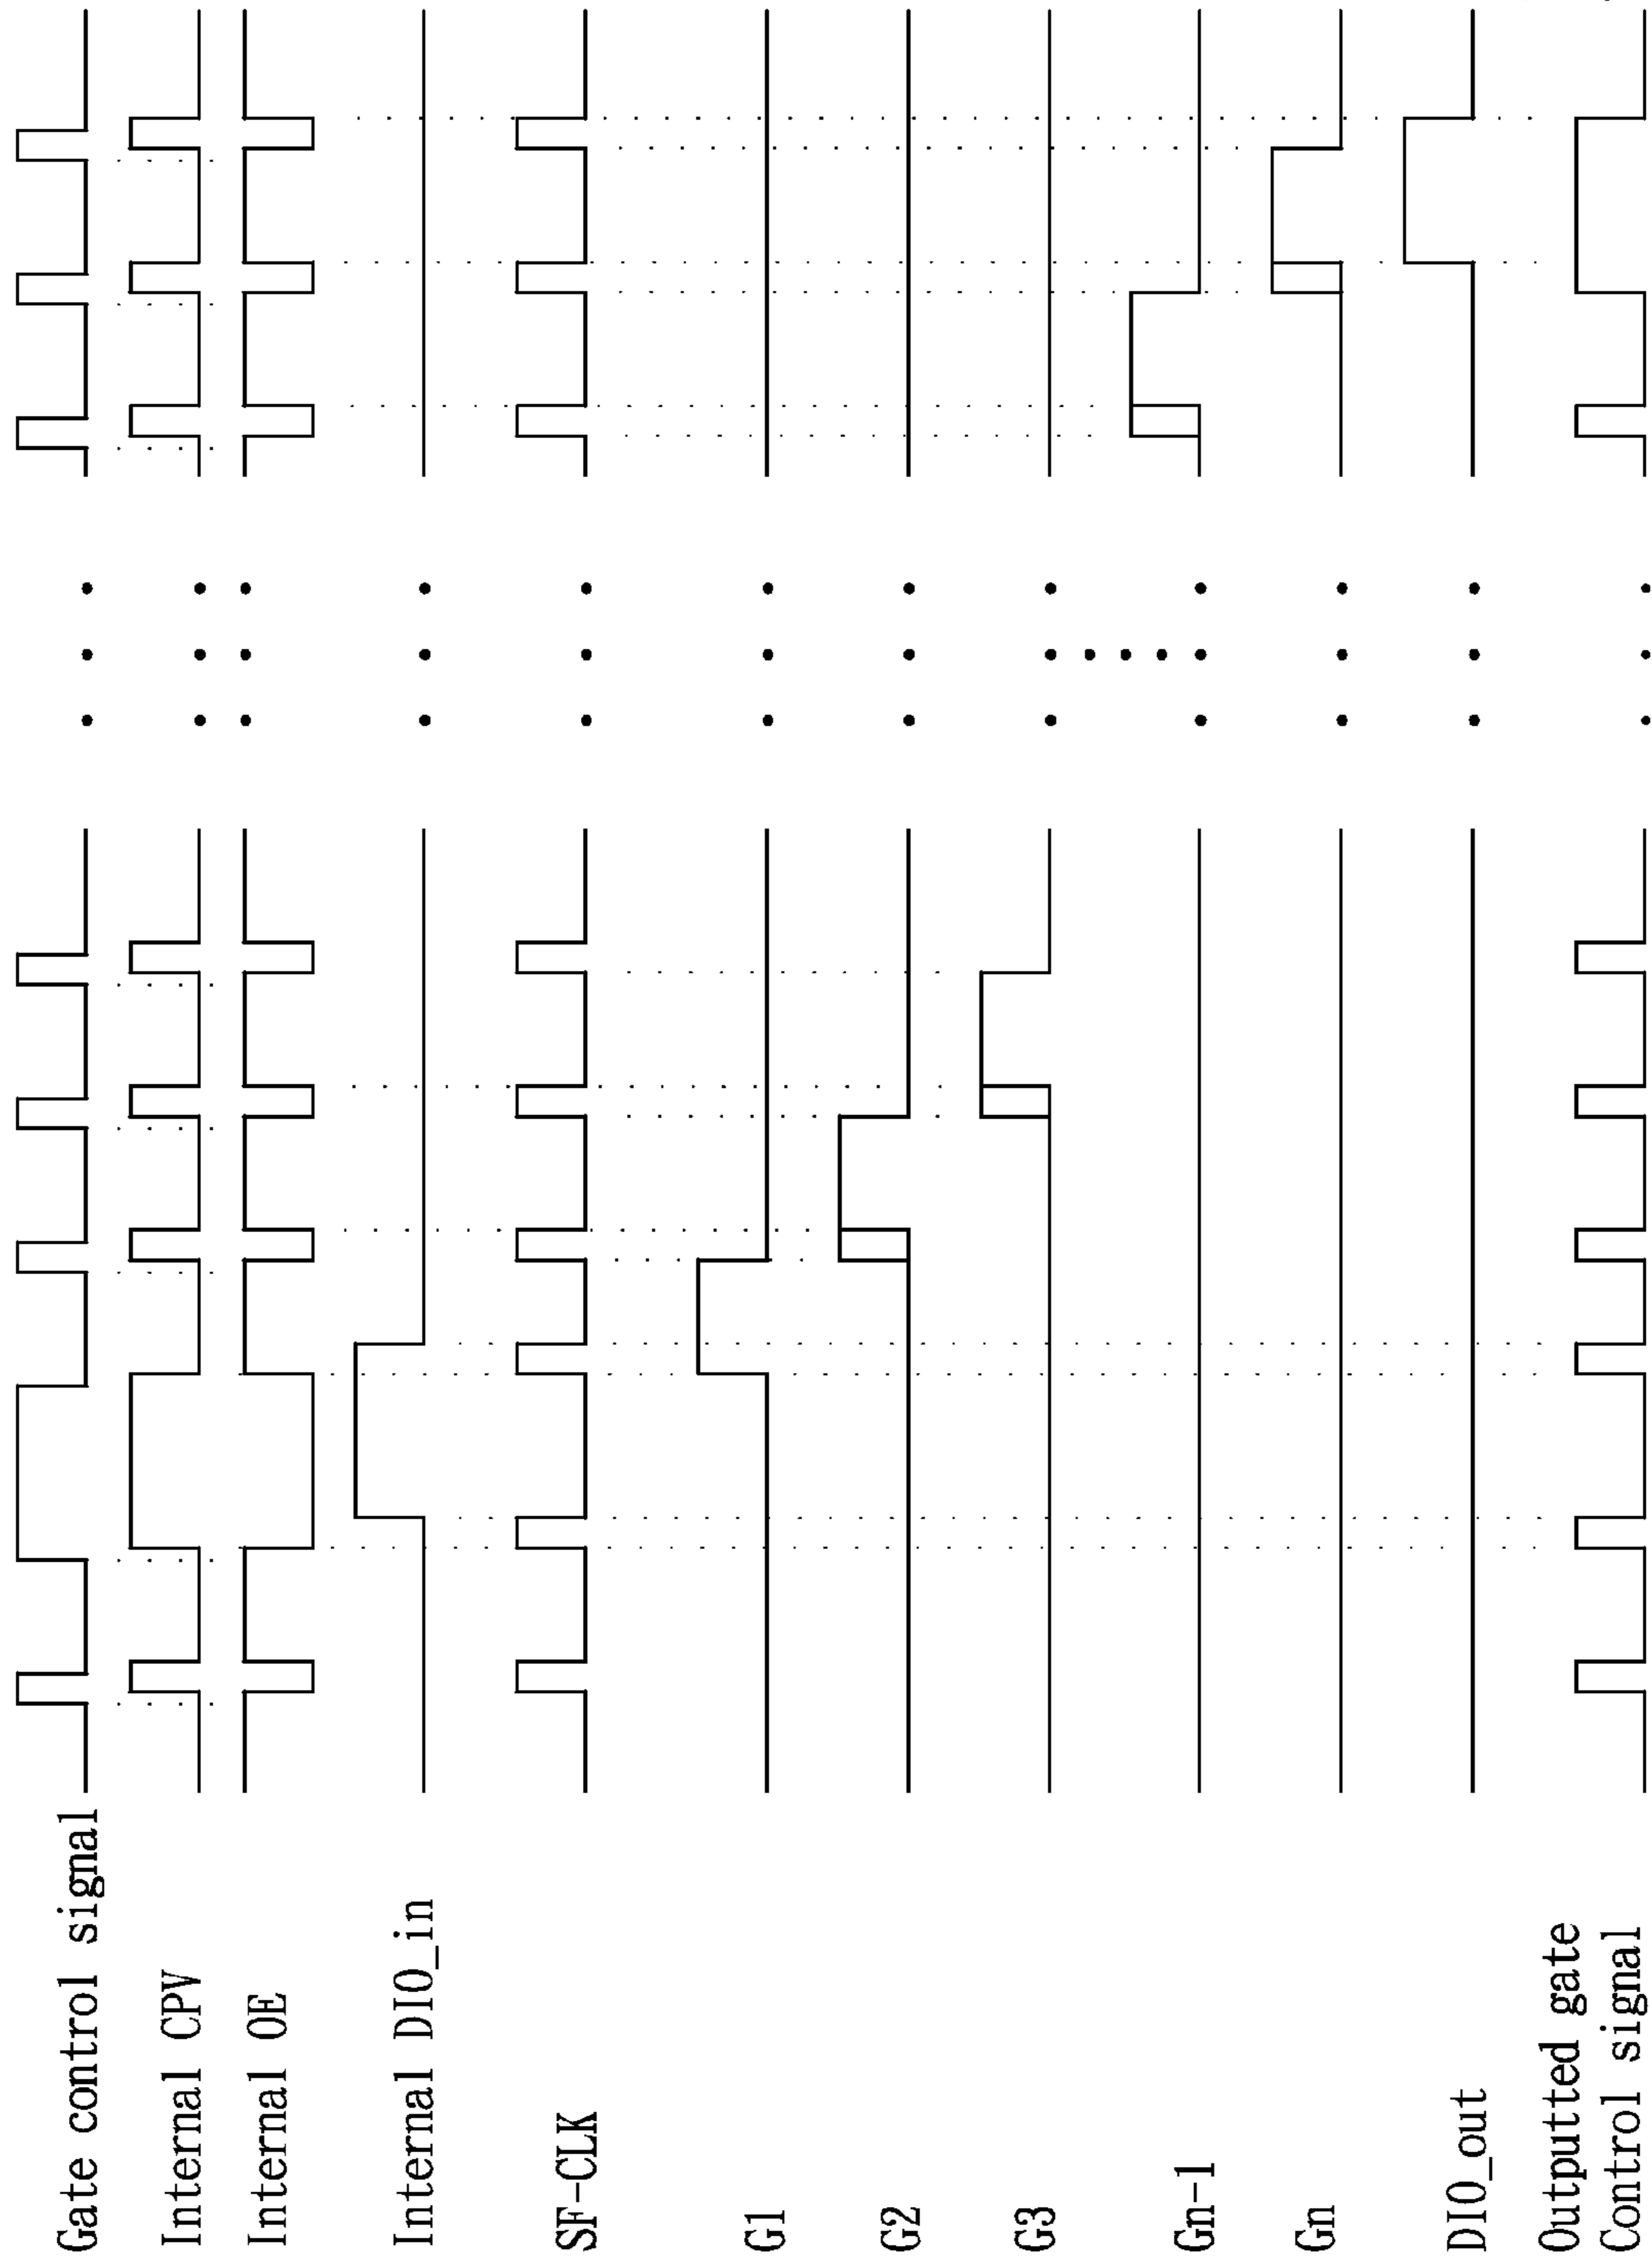 Gate control signal
Internal CPV
Internal OE
Internal DIO_in
SF-CLK
G1
G2
G3
Gn-1
Gn
DIO_out
Outputted gate
Control signal